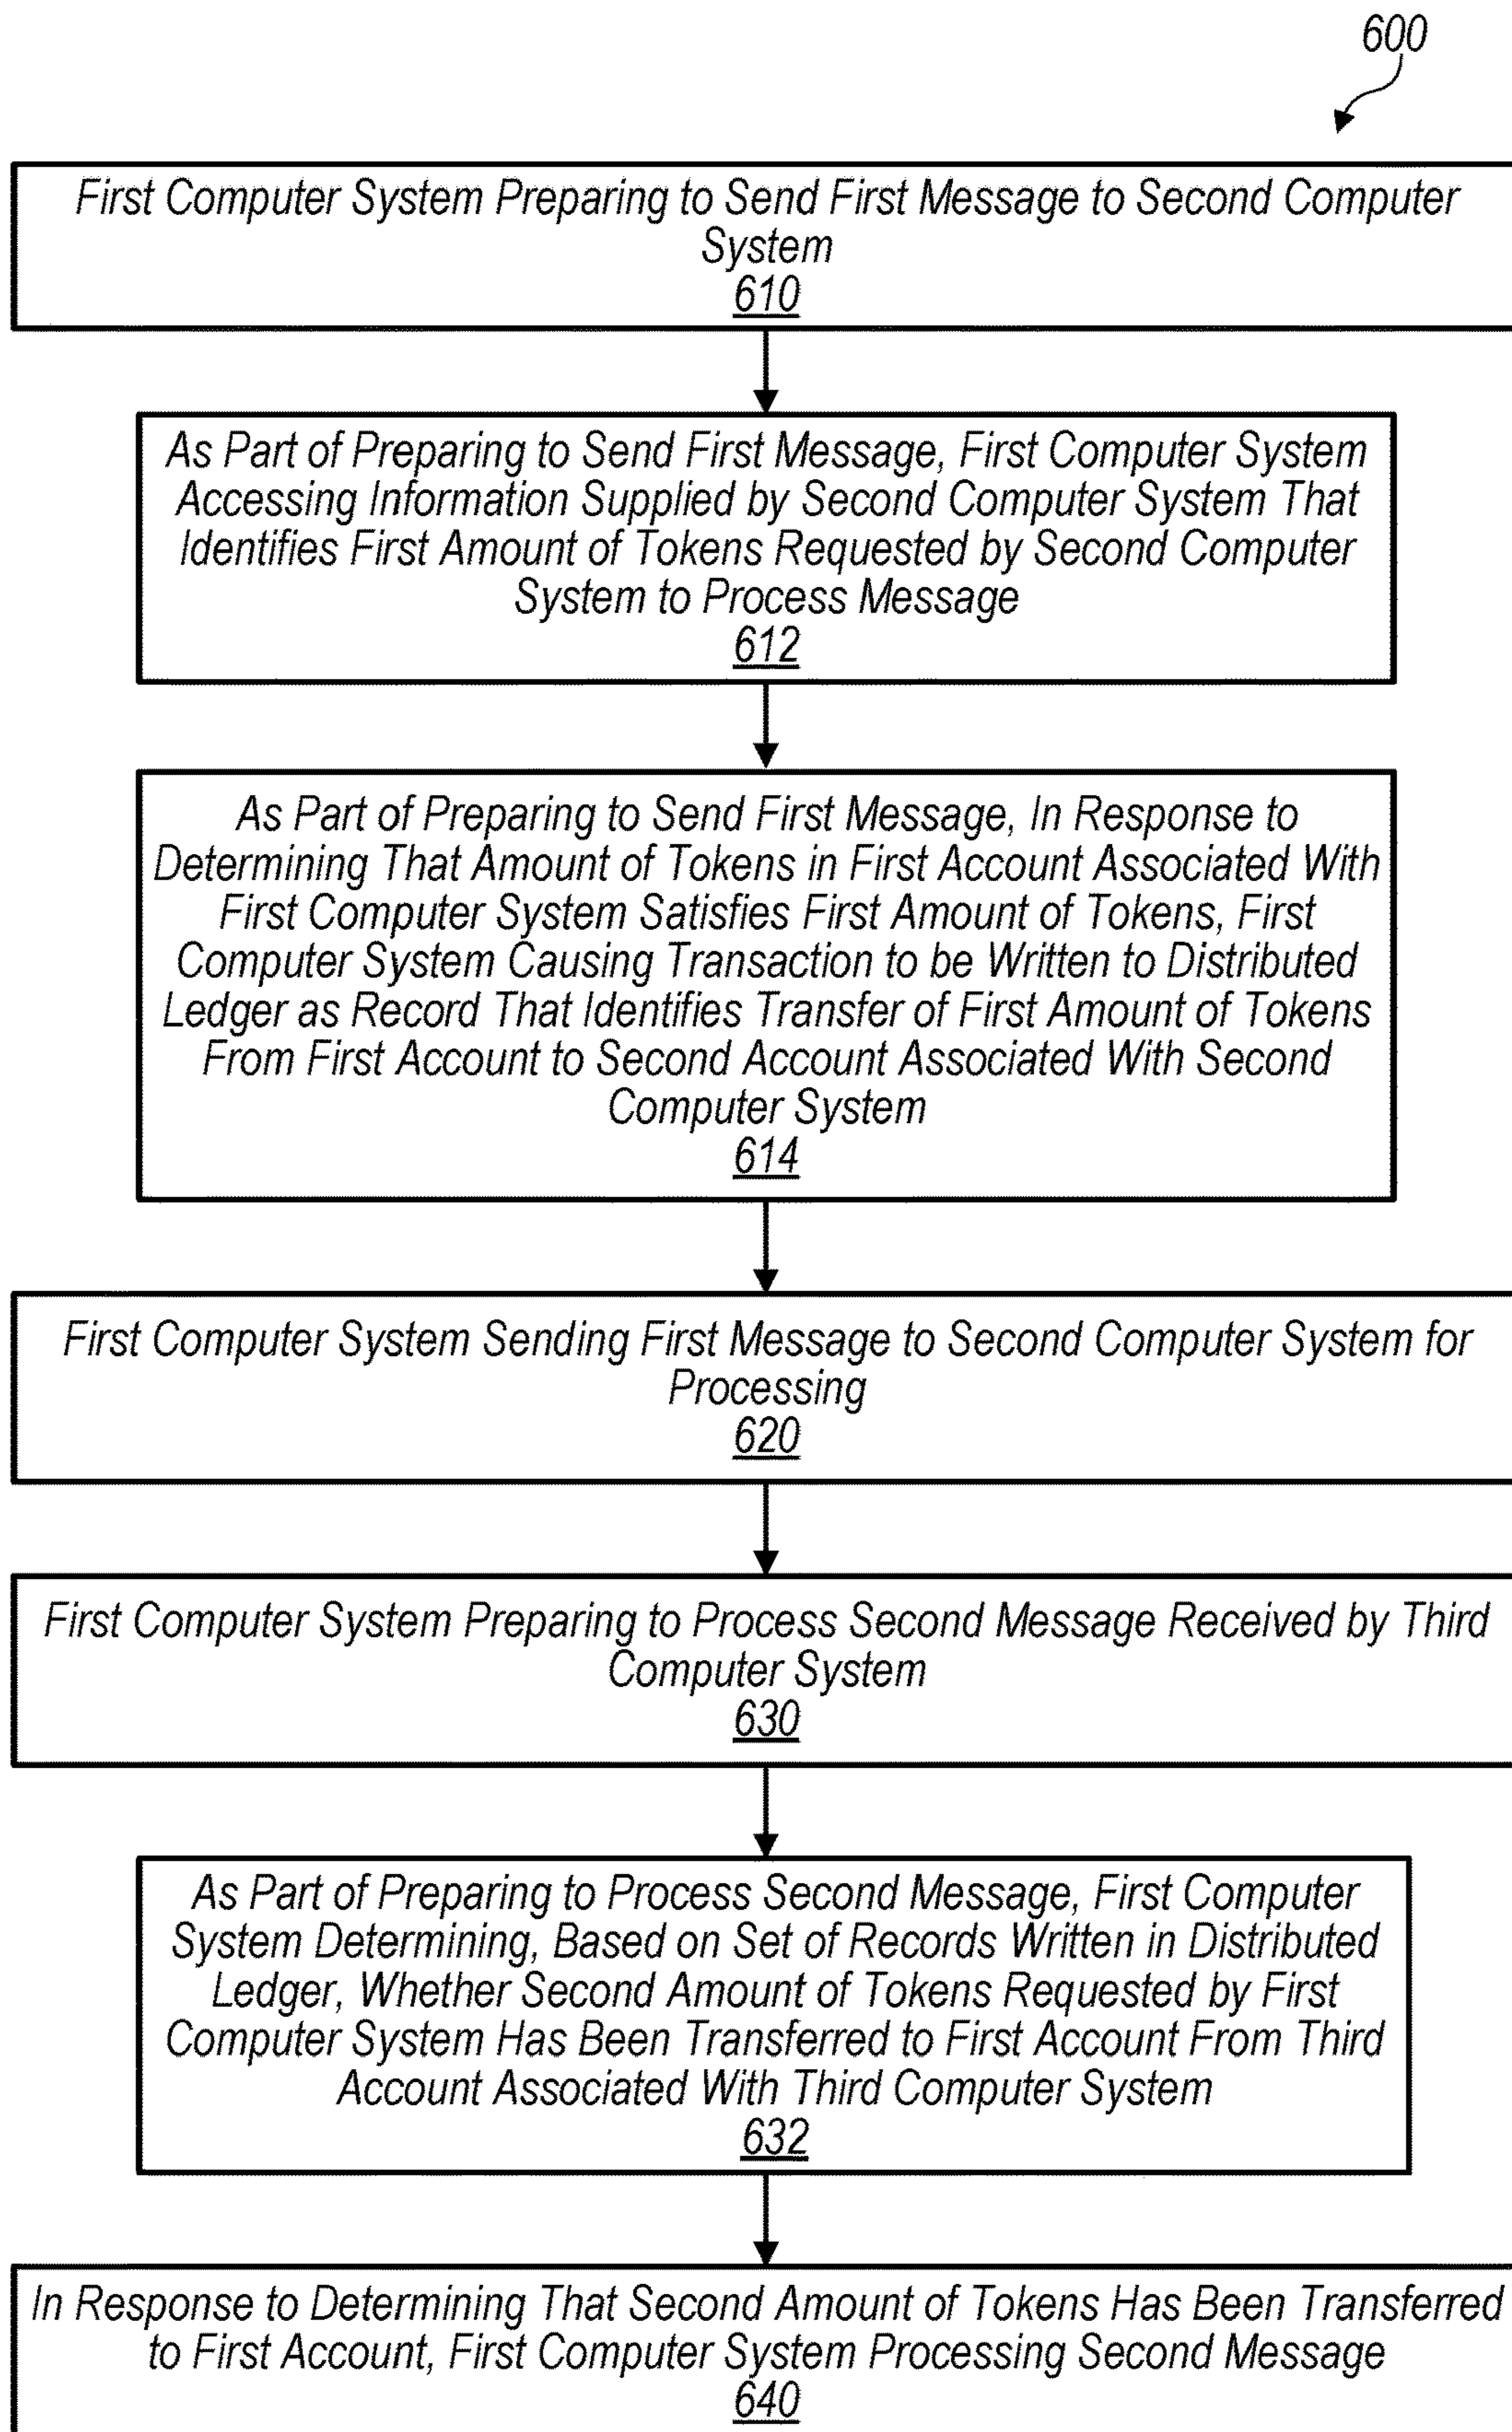 600
First Computer System Preparing to Send First Message to Second Computer
System
610
As Part of Preparing to Send First Message, First Computer System
Accessing Information Supplied by Second Computer System That
Identifies First Amount of Tokens Requested by Second Computer
System to Process Message
612
As Part of Preparing to Send First Message, In Response to
Determining That Amount of Tokens in First Account Associated With
First Computer System Satisfies First Amount of Tokens, First
Computer System Causing Transaction to be Written to Distributed
Ledger as Record That Identifies Transfer of First Amount of Tokens
From First Account to Second Account Associated With Second
Computer System
614
First Computer System Sending First Message to Second Computer System for
Processing
620
First Computer System Preparing to Process Second Message Received by Third
Computer System
630
As Part of Preparing to Process Second Message, First Computer
System Determining, Based on Set of Records Written in Distributed
Ledger, Whether Second Amount of Tokens Requested by First
Computer System Has Been Transferred to First Account From Third
Account Associated With Third Computer System
632
In Response to Determining That Second Amount of Tokens Has Been Transferred
to First Account, First Computer System Processing Second Message
640